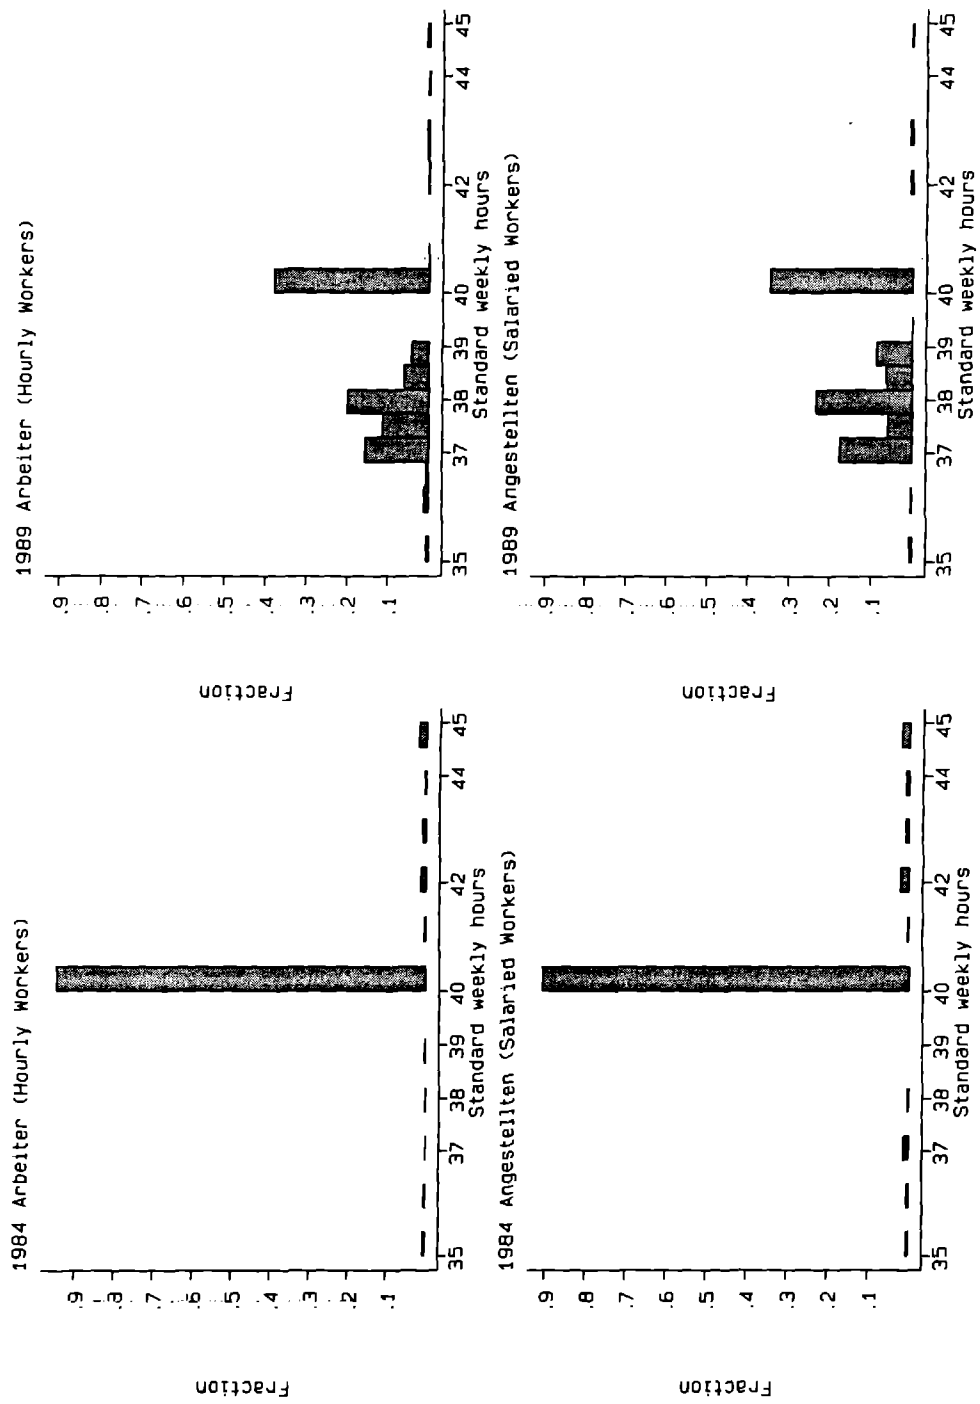 1984 Arbeiter (Hourly Workers)
Fraction
.9
.8
.7
.6
.5
.4
.3
.2
.1
35 37 38 39 40 42 44 45
Standard weekly hours
1989 Arbeiter (Hourly Workers)
Fraction
.9
.8
.7
.6
.5
.4
.3
.2
.1
35 37 38 39 40 42 44 45
Standard weekly hours
1984 Angestellten (Salaried Workers)
Fraction
.9
.8
.7
.6
.5
.4
.3
.2
.1
35 37 38 39 40 42 44 45
Standard weekly hours
1989 Angestellten (Salaried Workers)
Fraction
.9
.8
.7
.6
.5
.4
.3
.2
.1
35 37 38 39 40 42 44 45
Standard weekly hours